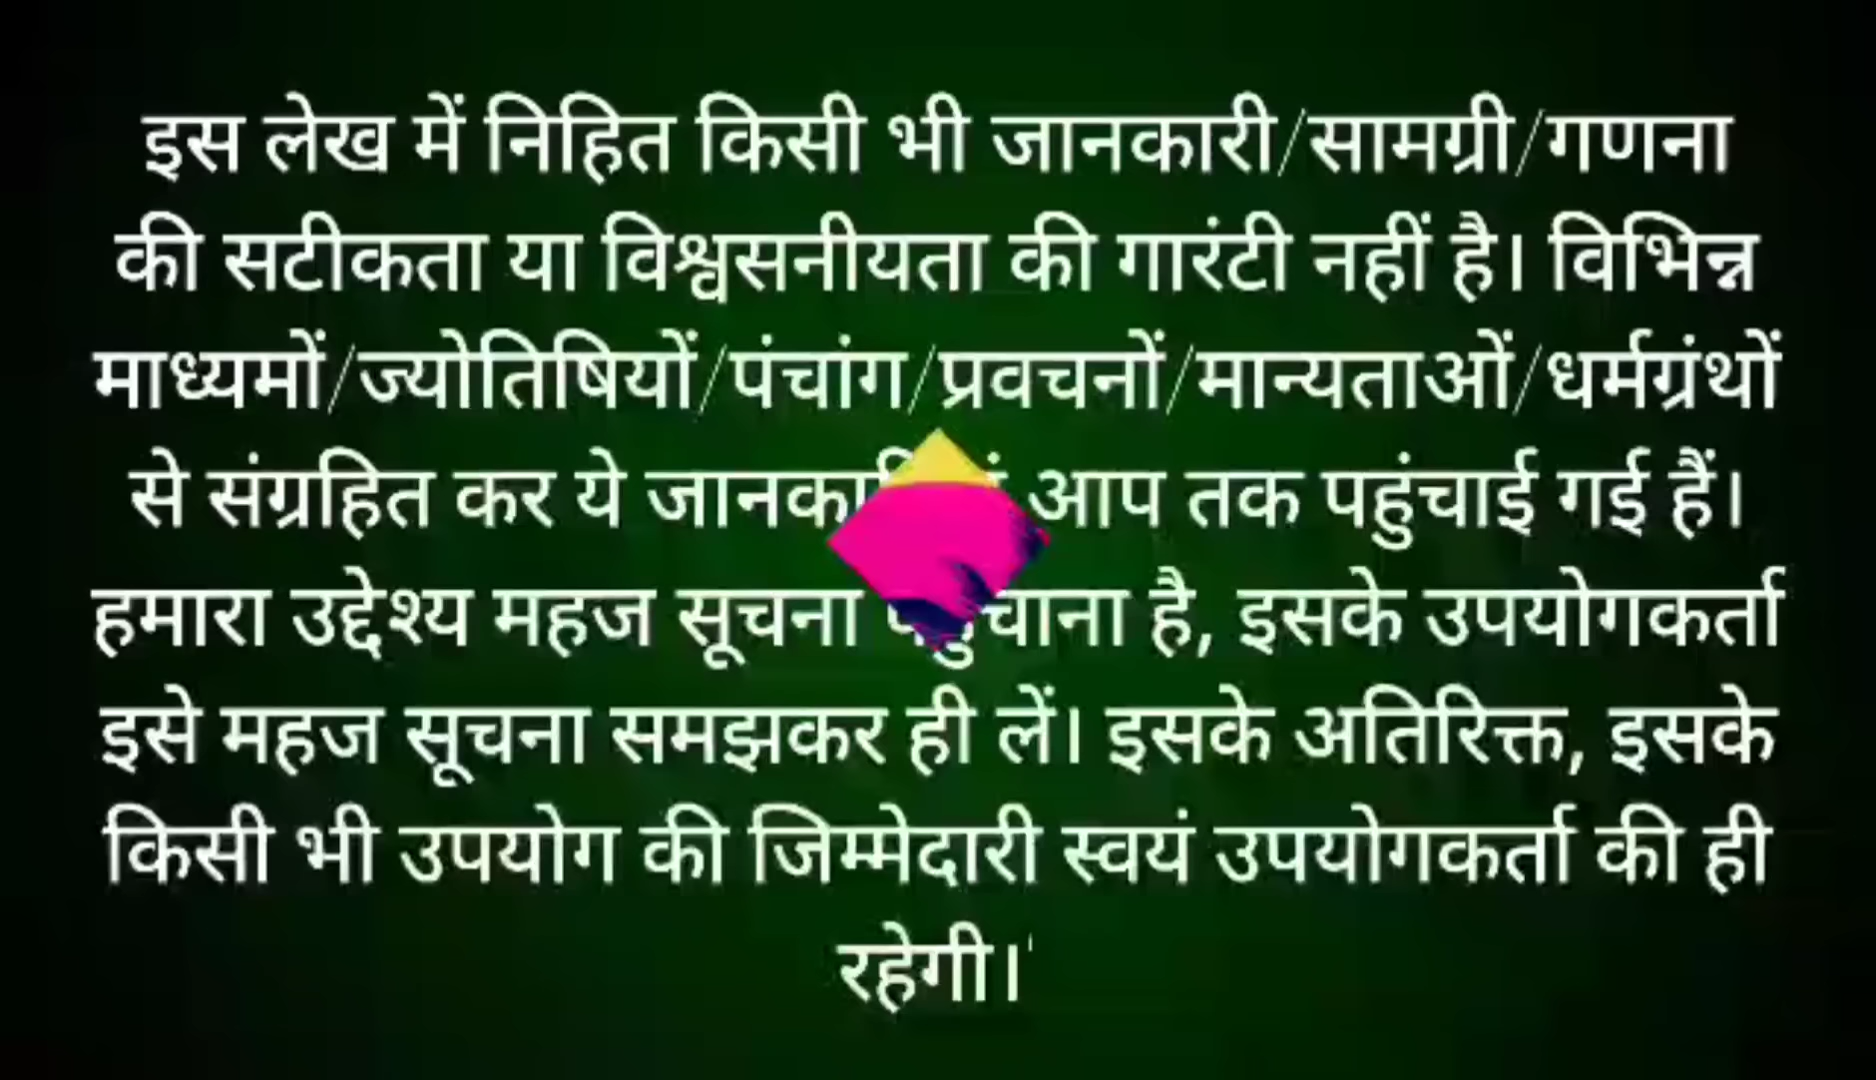 इस लेख में निहित किसी भी जानकारी/सामग्री/गणना
की सटीकता या विश्वसनीयता की गारंटी नहीं है। विभिन्न
माध्यमों/ज्योतिषियों/पंचांग/प्रवचनों/मान्यताओं/धर्मग्रंथों
से संग्रहित कर ये आप तक पहुंचाई गई हैं।
हमारा उद्देश्य महज सूचना है, इसके उपयोगकर्ता
इसे महज सूचना समझकर ही लें। इसके अतिरिक्त, इसके
किसी भी उपयोग की जिम्मेदारी स्वयं उपयोगकर्ता की ही
रहेगी।'